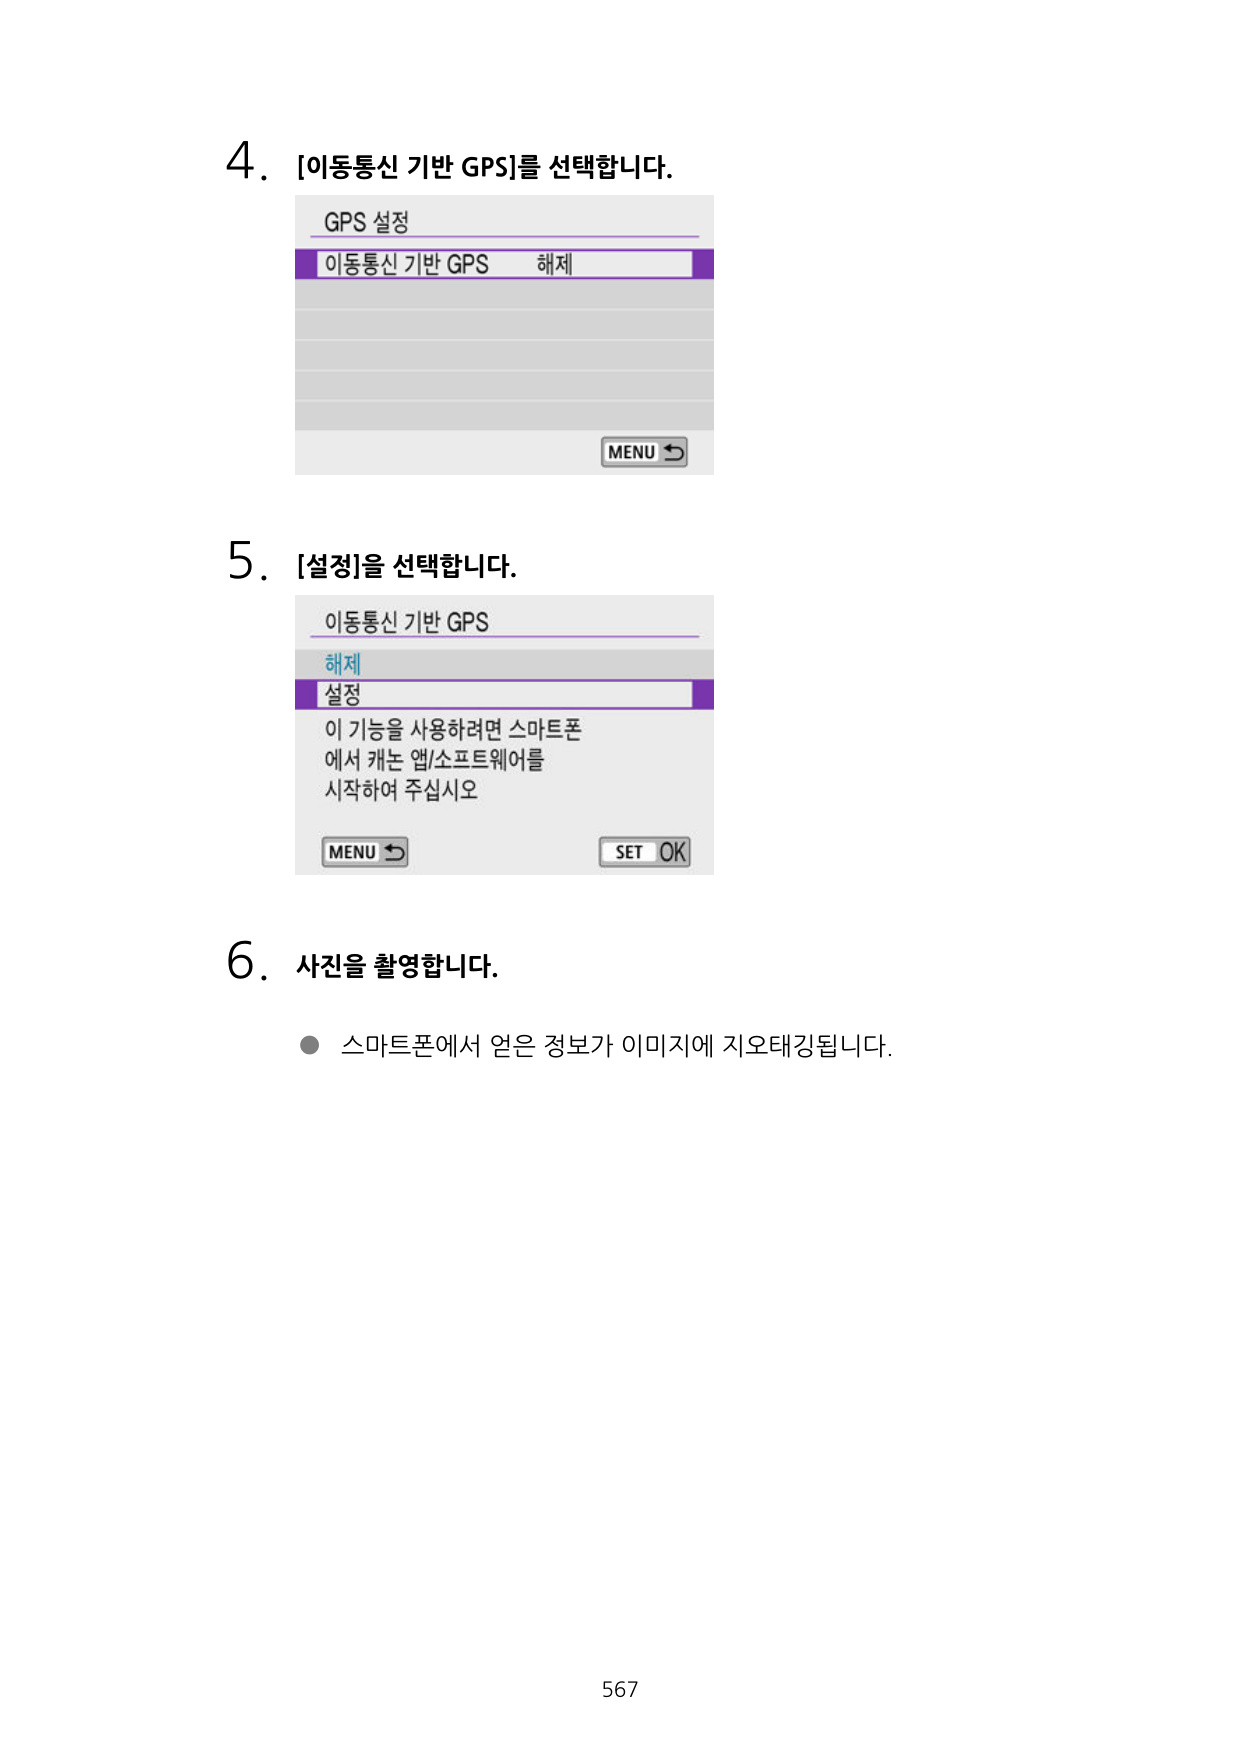 4. [이동통신 기반 GPS]를 선택합니다.
GPS 설정
이동통신 기반 GPS 해제
MENU
5. [설정]을 선택합니다.
이동통신 기반 GPS
해제
설정
이 기능을 사용하려면 스마트폰
에서 캐논 앱/소프트웨어를
시작하여 주십시오
MENU SET OK
6. 사진을 촬영합니다.
● 스마트폰에서 얻은 정보가 이미지에 지오태깅됩니다.
567